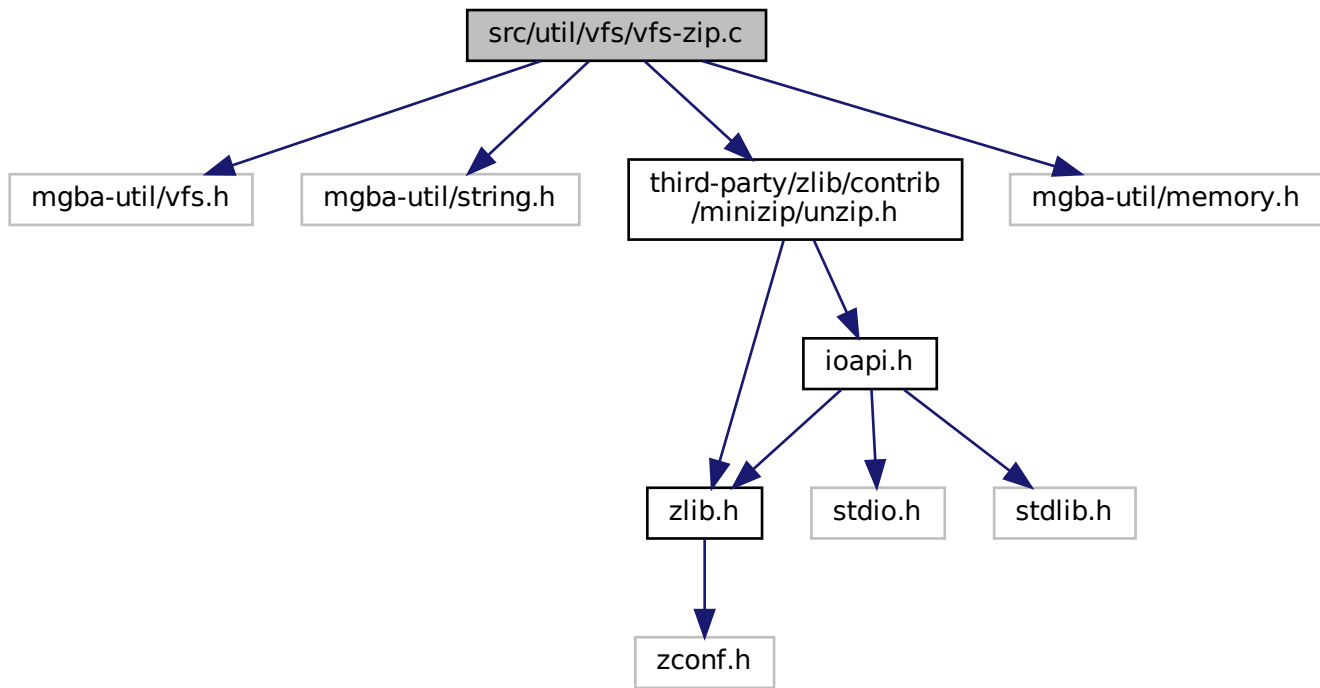 src/util/vfs/vfs-zip.c
mgba-util/vfs.h
mgba-util/string.h
third-party/zlib/contrib
/minizip/unzip.h
mgba-util/memory.h
ioapi.h
zlib.h
stdio.h
stdlib.h
zconf.h